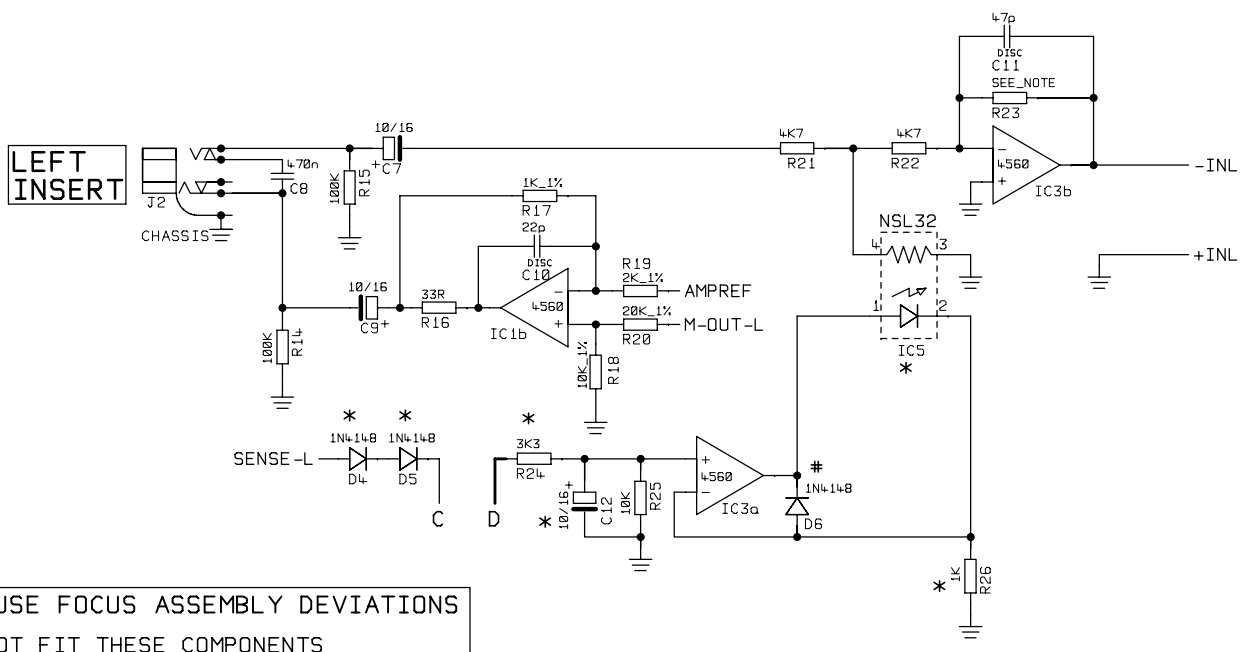 47p
DISC
C11
SEE_NOTE
R23
4K7
R21
4K7
R22
-
4560
+
IC3b
-INL
+INL
LEFT
INSERT
J2
CHASSIS
470n
C8
100K
R15
10/16
+
C7
1K_1%
R17
22p
DISC
C10
10/16
C9
+
33R
R16
4560
-
+
IC1b
R19
2K_1%
AMPREF
20K_1%
R20
M-OUT-L
10K_1%
R18
100K
R14
NSL32
4
3
1
2
IC5
*
SENSE-L
*
1N4148
D4
*
1N4148
D5
C
D
*
3K3
R24
*
10/16
+
C12
10K
R25
+
4560
-
IC3a
#
1N4148
D6
*
1K
R26
USE FOCUS ASSEMBLY DEVIATIONS
OT FIT THESE COMPONENTS